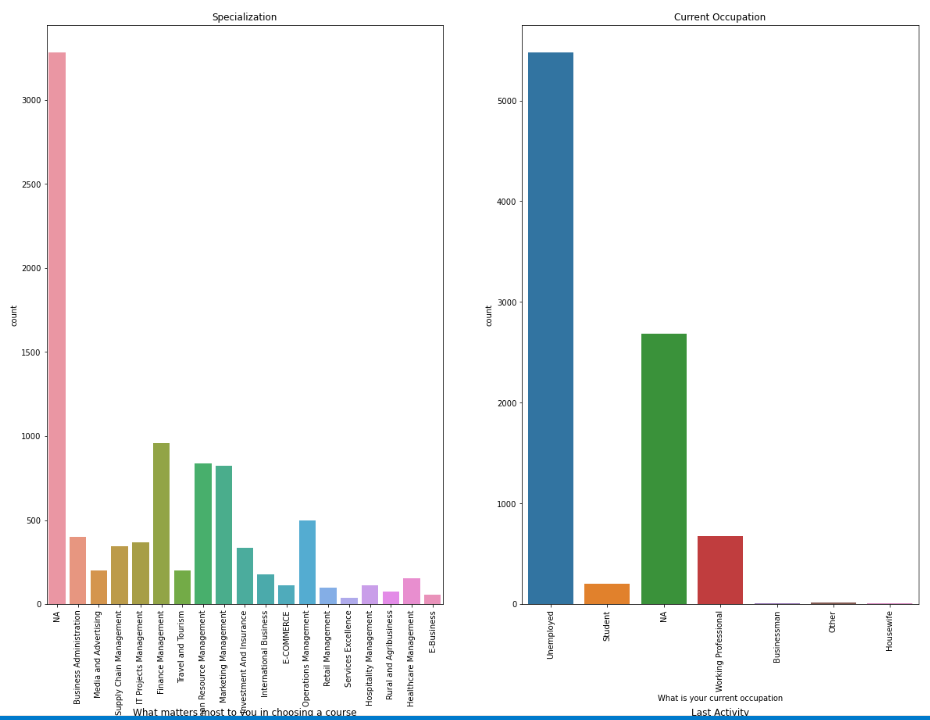 Specialization
3000
2500
2000
1500
1000
500
0
count
NA
Business Administration
Media and Advertising
Supply Chain Management
IT Projects Management
Finance Management
Travel and Tourism
Resource Management
Marketing Management
And Insurance
International Business
E-COMMERCE
Operations Management
Retail Management
Services Excellence
Hospitality Management
Rural and Agribusiness
Healthcare Management
E-Business
What matters most to you in choosing a course
Current Occupation
5000
4000
3000
2000
1000
0
count
Unemployed
Student
NA
Working Professional
Businessman
Other
Housewife
What is your current occupation
Last Activity